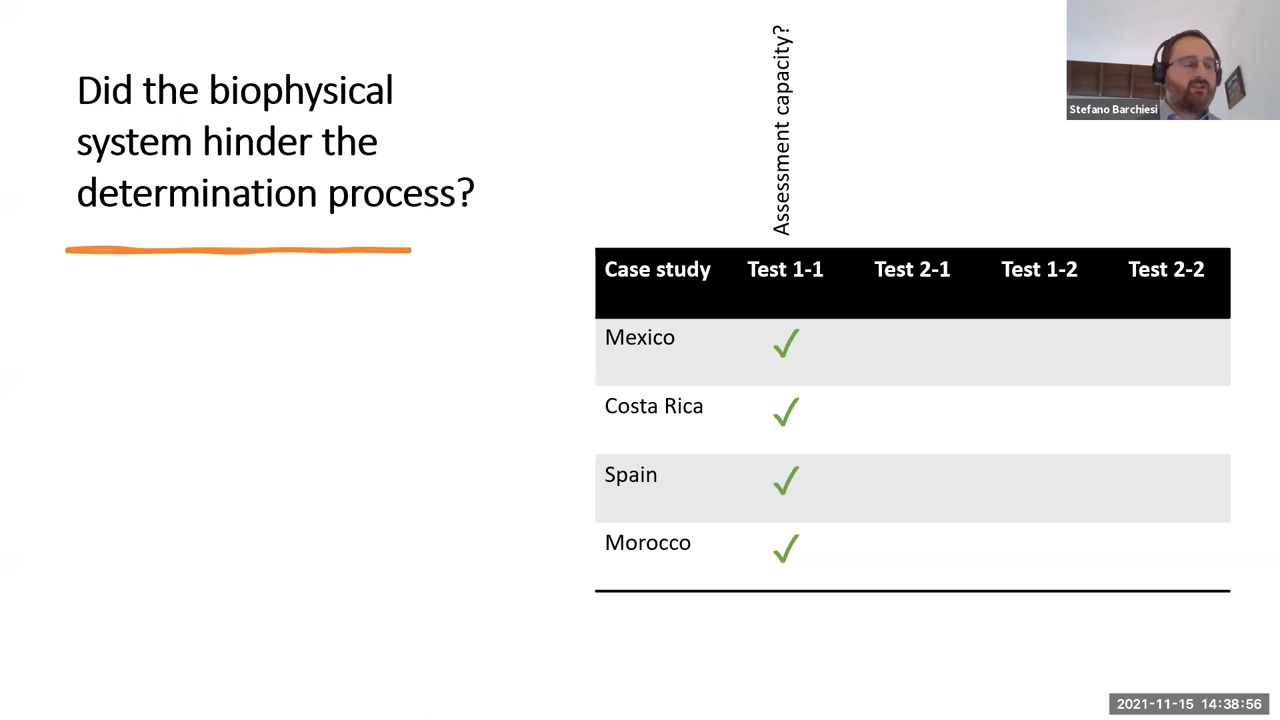 Did the biophysical
system hinder the
determination process?
Assessment capacity?
Stefano Barchiesi
Case study Test 1-1 Test 2-1 Test 1-2 Test 2-2
Mexico ✓
Costa Rica ✓
Spain ✓
Morocco ✓
2021-11-15 14:38:56